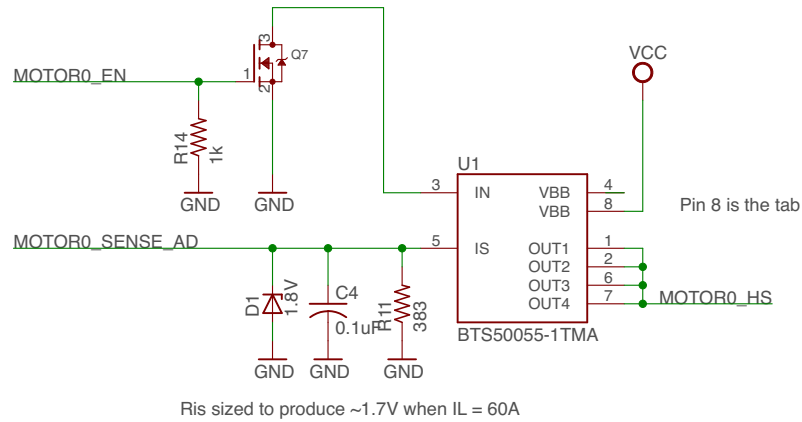 3
Q7
MOTOR0_EN
1
2
VCC
R14
1k
GND
GND
U1
3
IN
VBB
4
VBB
8
Pin 8 is the tab
MOTOR0_SENSE_AD
5
IS
OUT1
1
OUT2
2
OUT3
6
OUT4
7
MOTOR0_HS
D1
1.8V
C4
0.1uF
R11
383
BTS50055-1TMA
GND
GND
GND
Ris sized to produce ~1.7V when IL = 60A